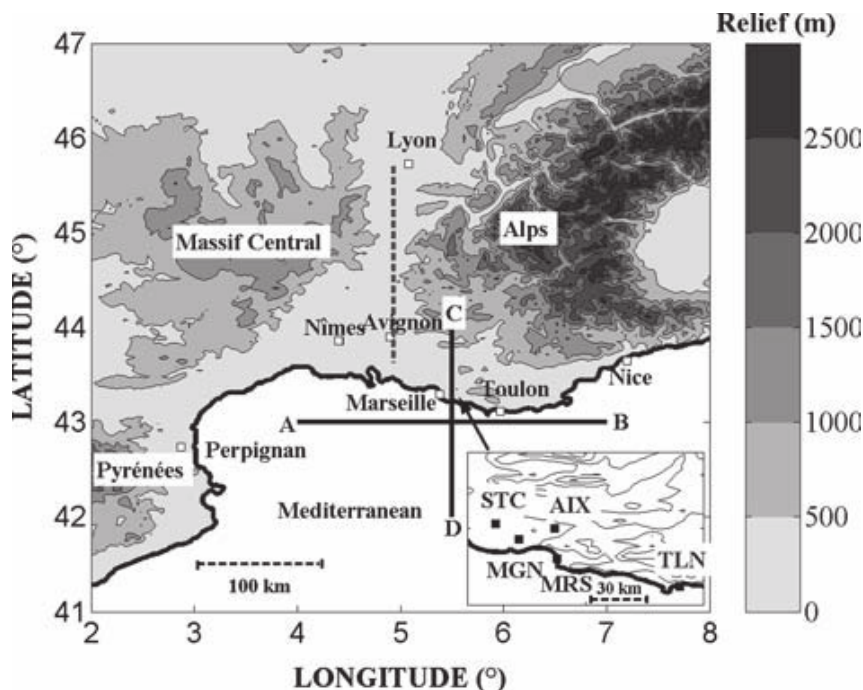 Relief (m)
47
46
45
44
43
42
41
LATITUDE (°)
Lyon
Massif Central
Alps
C
Nîmes
Avignon
Nice
Toulon
Marseille
A
B
Perpignan
Pyrénées
Mediterranean
D
STC
AIX
MGN
MRS
TLN
30 km
100 km
2
3
4
5
6
7
8
LONGITUDE (°)
2500
2000
1500
1000
500
0